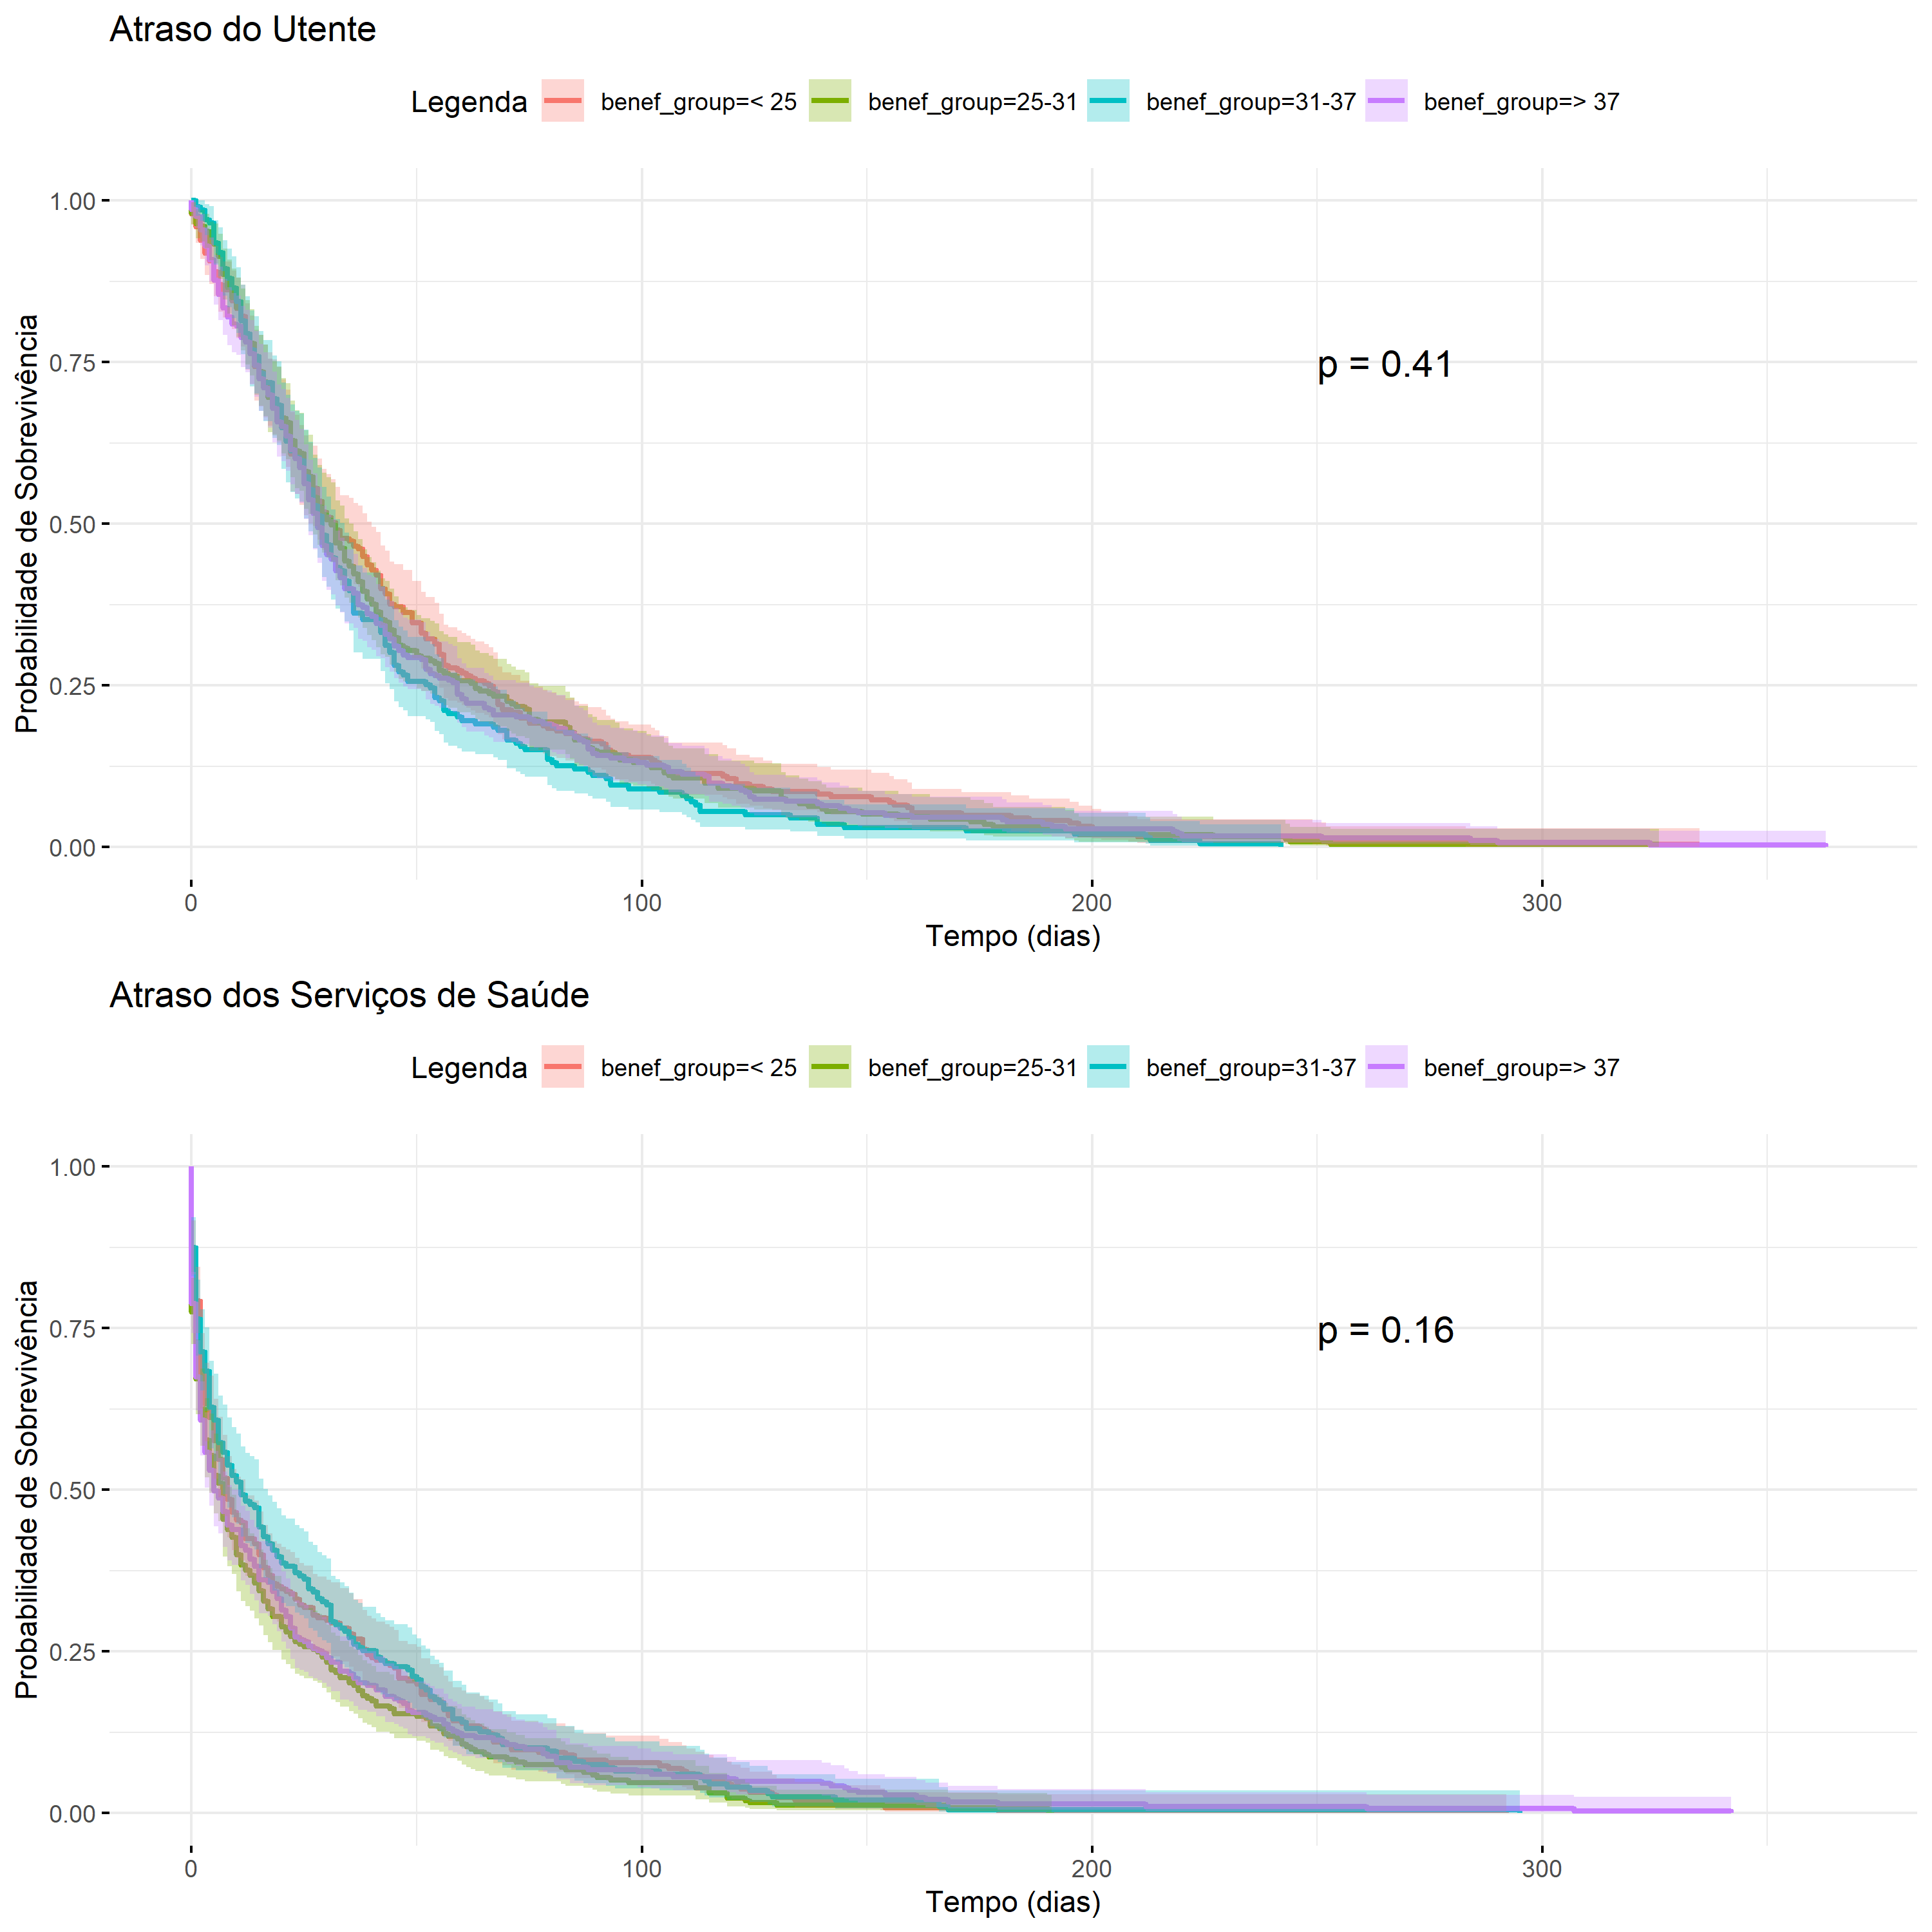 Atraso do Utente
Legenda benef_group=< 25 benef_group=25-31 benef_group=31-37 benef_group=> 37
Probabilidade de Sobrevivência
1.00
0.75
0.50
0.25
0.00
p = 0.41
0 100 200 300
Tempo (dias)
Atraso dos Serviços de Saúde
Legenda benef_group=< 25 benef_group=25-31 benef_group=31-37 benef_group=> 37
Probabilidade de Sobrevivência
1.00
0.75
0.50
0.25
0.00
p = 0.16
0 100 200 300
Tempo (dias)